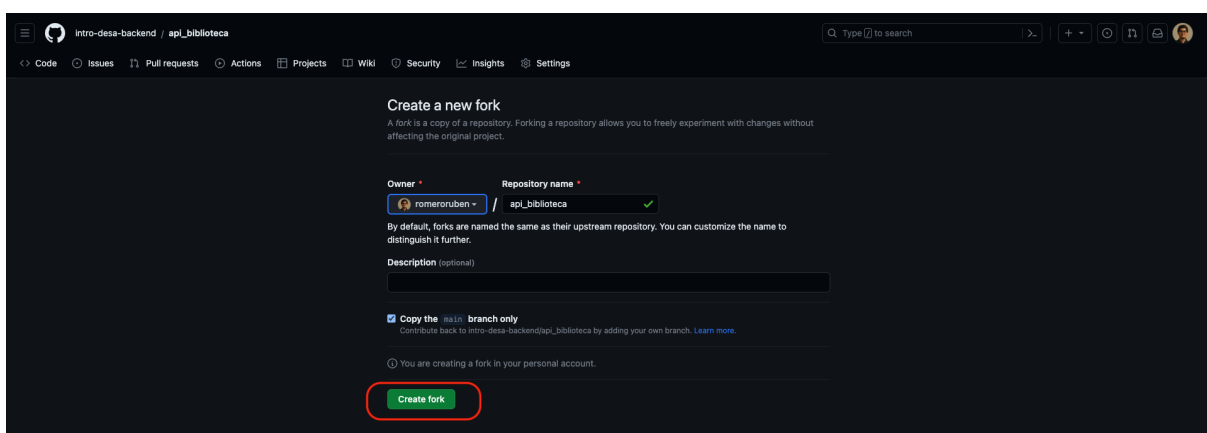 intro-desa-backend / api_biblioteca
Type / to search
Code Issues Pull requests Actions Projects Wiki Security Insights Settings
Create a new fork
A fork is a copy of a repository. Forking a repository allows you to freely experiment with changes without
affecting the original project.
Owner * Repository name *
romeroruben / api_biblioteca
By default, forks are named the same as their upstream repository. You can customize the name to
distinguish it further.
Description (optional)
Copy the main branch only
Contribute back to intro-desa-backend/api_biblioteca by adding your own branch. Learn more.
You are creating a fork in your personal account.
Create fork